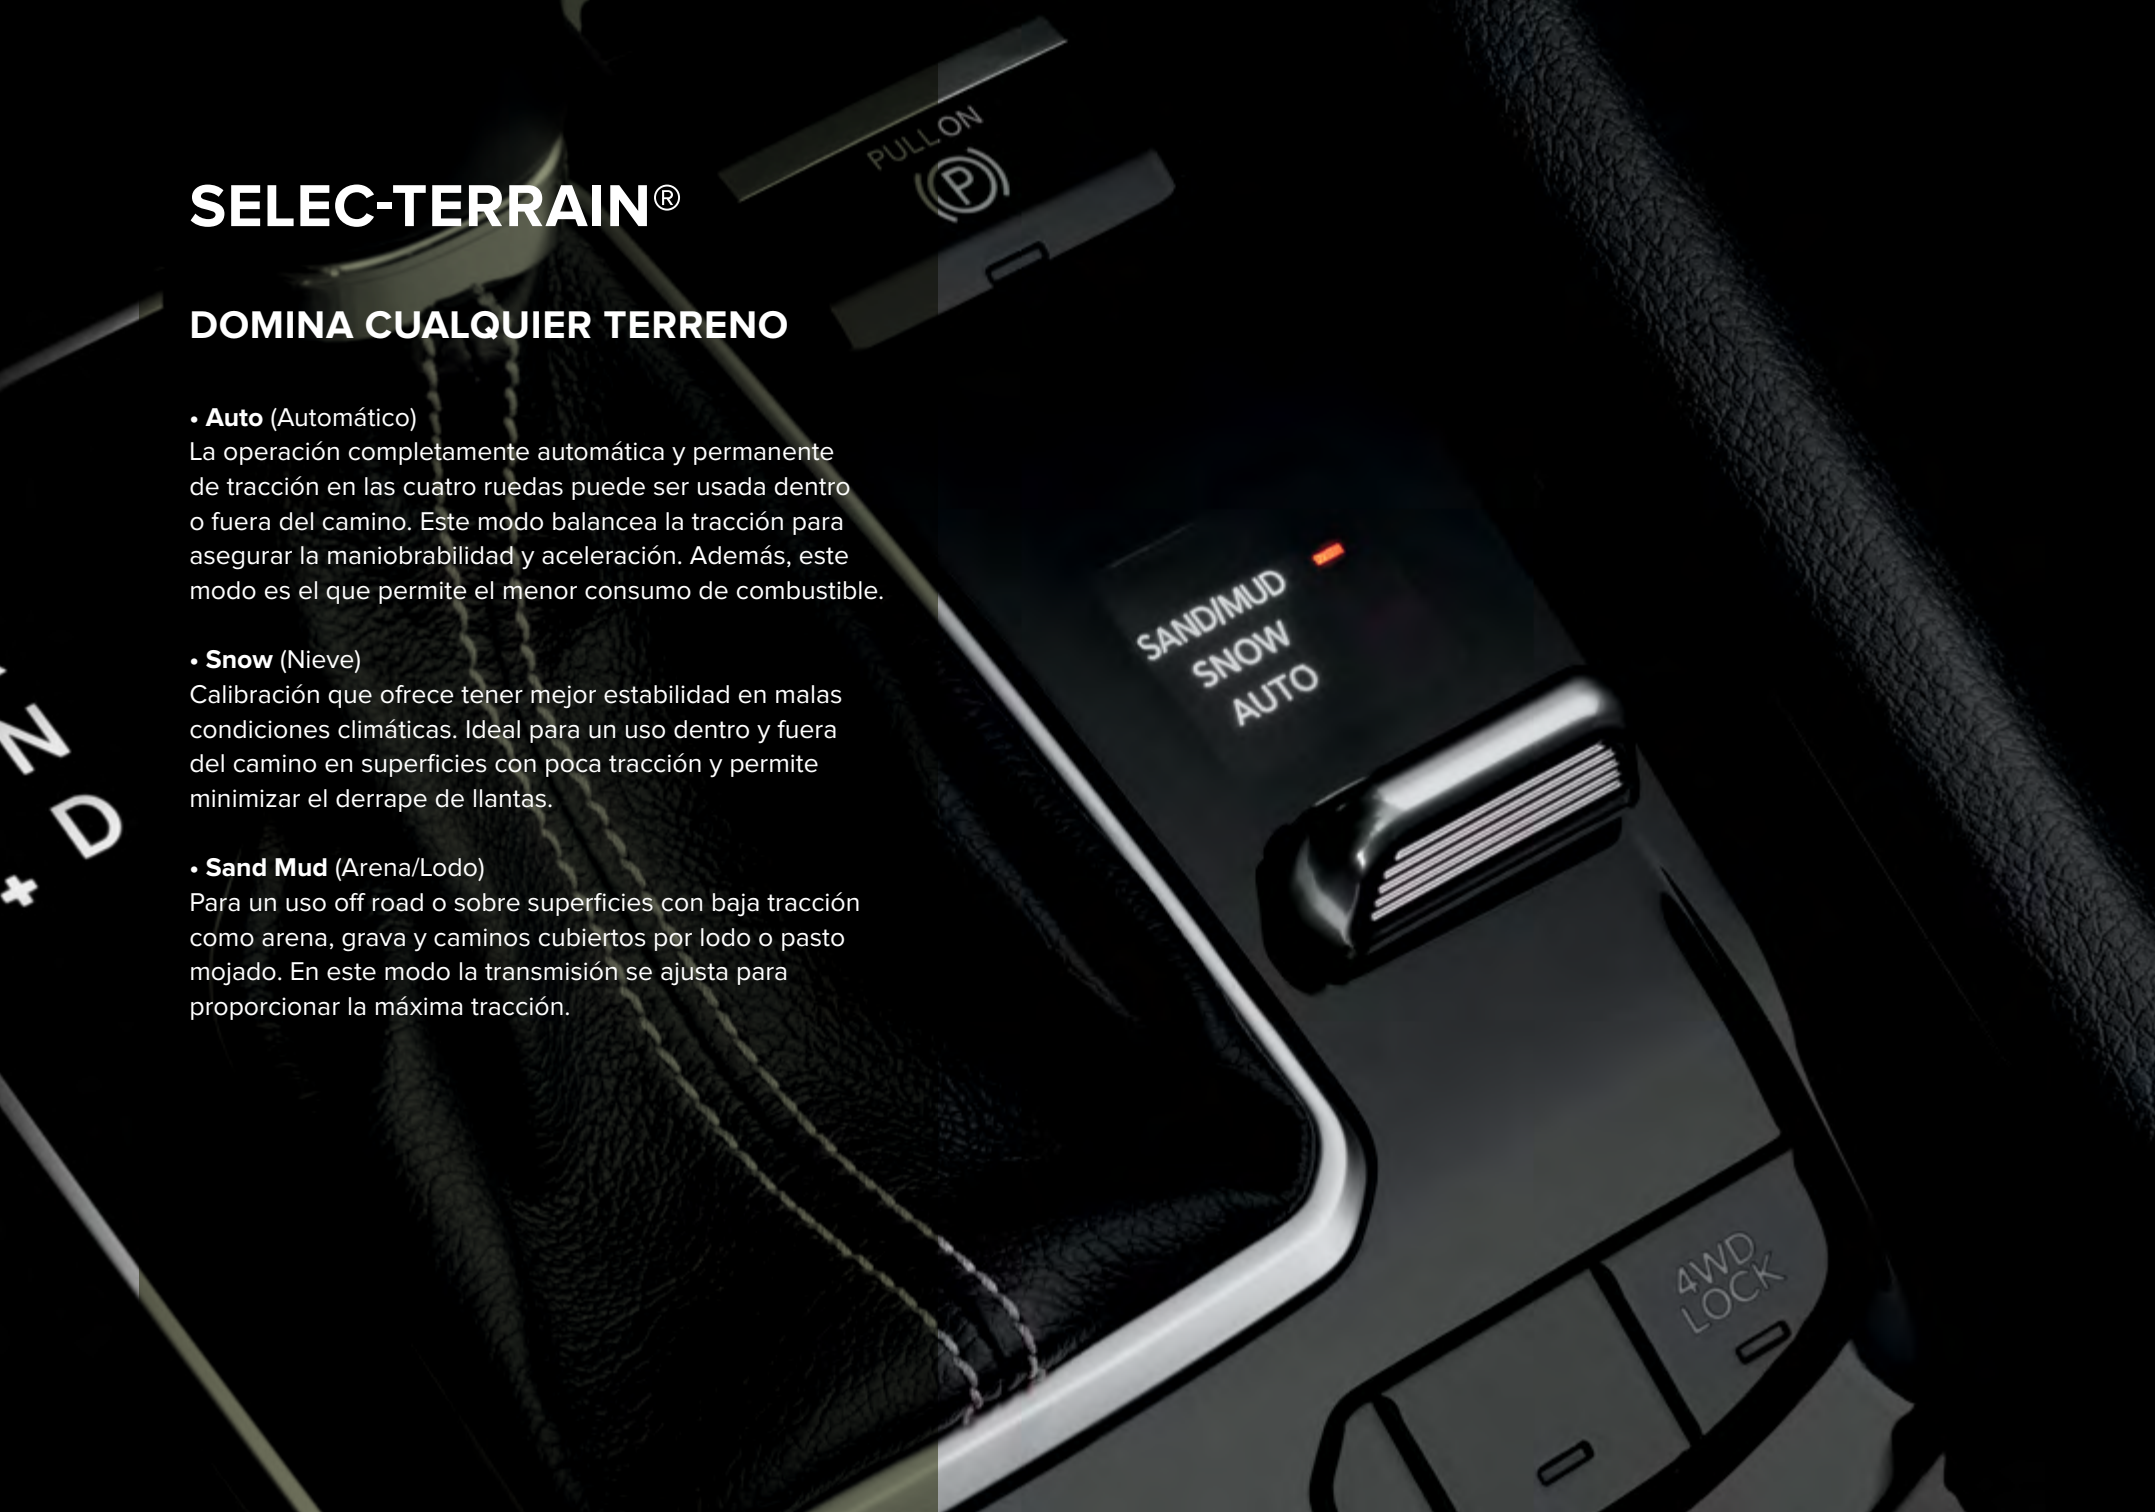 SELEC-TERRAIN®
DOMINA CUALQUIER TERRENO
• Auto (Automático)
La operación completamente automática y permanente
de tracción en las cuatro ruedas puede ser usada dentro
o fuera del camino. Este modo balancea la tracción para
asegurar la maniobrabilidad y aceleración. Además, este
modo es el que permite el menor consumo de combustible.
• Snow (Nieve)
Calibración que ofrece tener mejor estabilidad en malas
condiciones climáticas. Ideal para un uso dentro y fuera
del camino en superficies con poca tracción y permite
minimizar el derrape de llantas.
• Sand Mud (Arena/Lodo)
Para un uso off road o sobre superficies con baja tracción
como arena, grava y caminos cubiertos por lodo o pasto
mojado. En este modo la transmisión se ajusta para
proporcionar la máxima tracción.
N
D
+
PULL ON
P
SAND/MUD
SNOW
AUTO
4WD
LOCK